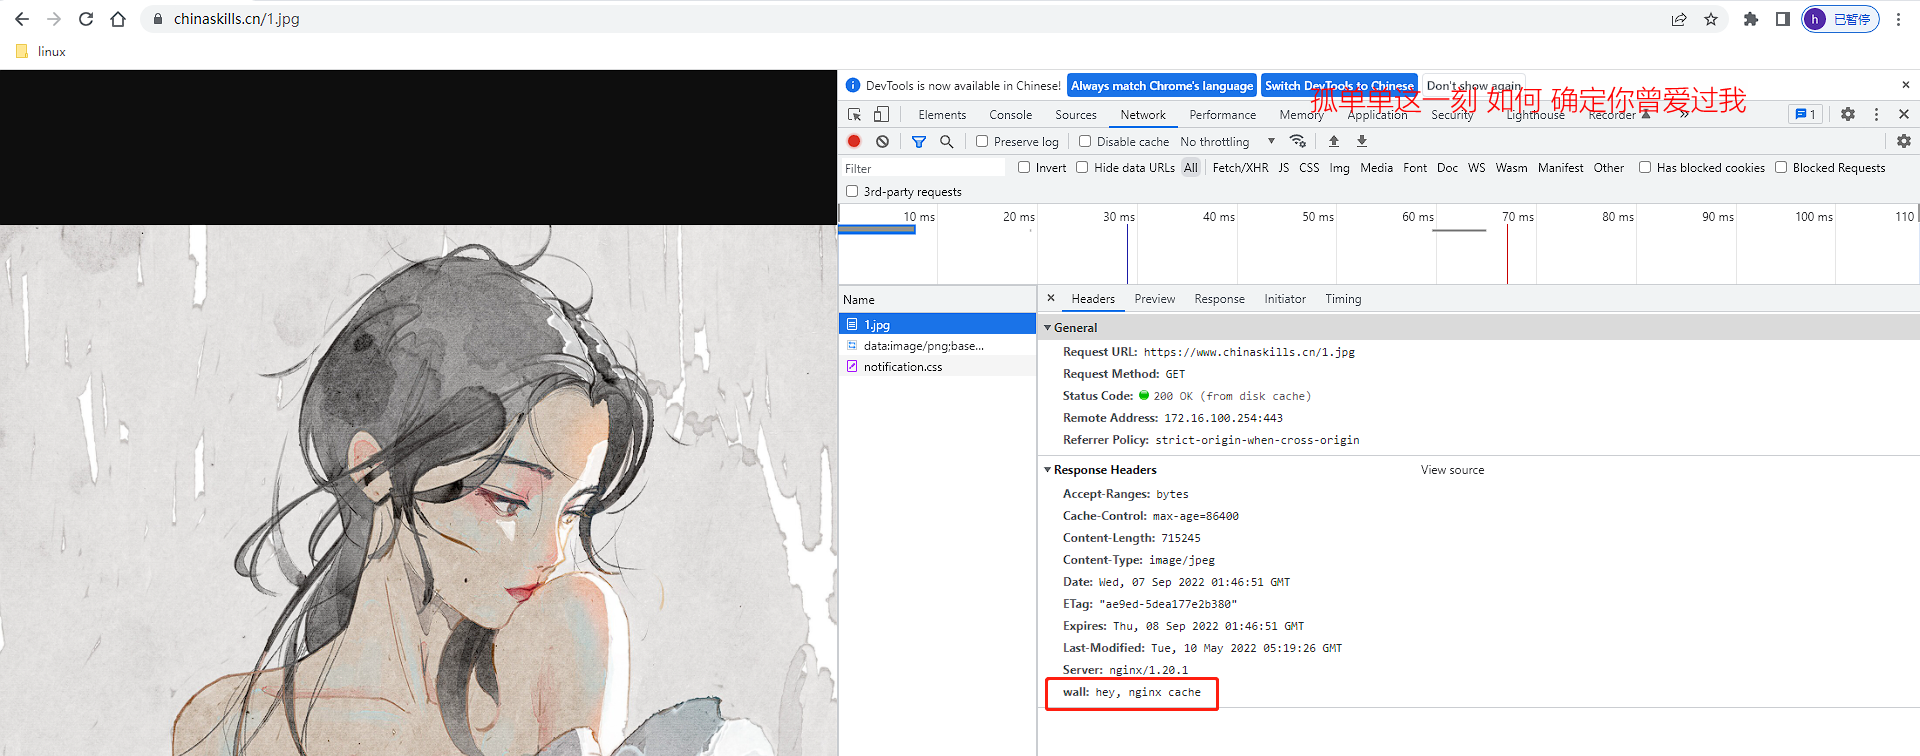 chinaskills.cn/1.jpg
h 已暂停
linux
DevTools is now available in Chinese! Always match Chrome's language Switch DevTools to Chinese Don't show again
孤单单这一刻 如何 确定你曾爱过我
Elements Console Sources Network Performance Memory Application Security Lighthouse Recorder » 1
Preserve log Disable cache No throttling
Filter Invert Hide data URLs All Fetch/XHR JS CSS Img Media Font Doc WS Wasm Manifest Other Has blocked cookies Blocked Requests
3rd-party requests
10 ms 20 ms 30 ms 40 ms 50 ms 60 ms 70 ms 80 ms 90 ms 100 ms 110
Name
1.jpg
data:image/png;base...
notification.css
× Headers Preview Response Initiator Timing
General
Request URL: https://www.chinaskills.cn/1.jpg
Request Method: GET
Status Code: 200 OK (from disk cache)
Remote Address: 172.16.100.254:443
Referrer Policy: strict-origin-when-cross-origin
Response Headers View source
Accept-Ranges: bytes
Cache-Control: max-age=86400
Content-Length: 715245
Content-Type: image/jpeg
Date: Wed, 07 Sep 2022 01:46:51 GMT
ETag: "ae9ed-5dea177e2b380"
Expires: Thu, 08 Sep 2022 01:46:51 GMT
Last-Modified: Tue, 10 May 2022 05:19:26 GMT
Server: nginx/1.20.1
wall: hey, nginx cache